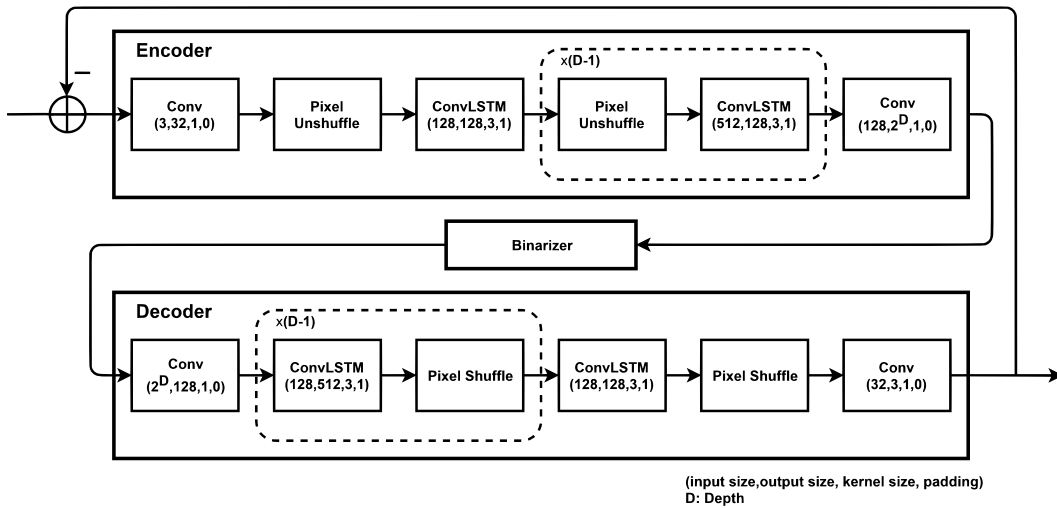 Encoder
x(D-1)
Conv
(3,32,1,0)
Pixel
Unshuffle
ConvLSTM
(128,128,3,1)
Pixel
Unshuffle
ConvLSTM
(512,128,3,1)
Conv
(128,2^D,1,0)
Binarizer
Decoder
x(D-1)
Conv
(2^D,128,1,0)
ConvLSTM
(128,512,3,1)
Pixel Shuffle
ConvLSTM
(128,128,3,1)
Pixel Shuffle
Conv
(32,3,1,0)
(input size,output size, kernel size, padding)
D: Depth